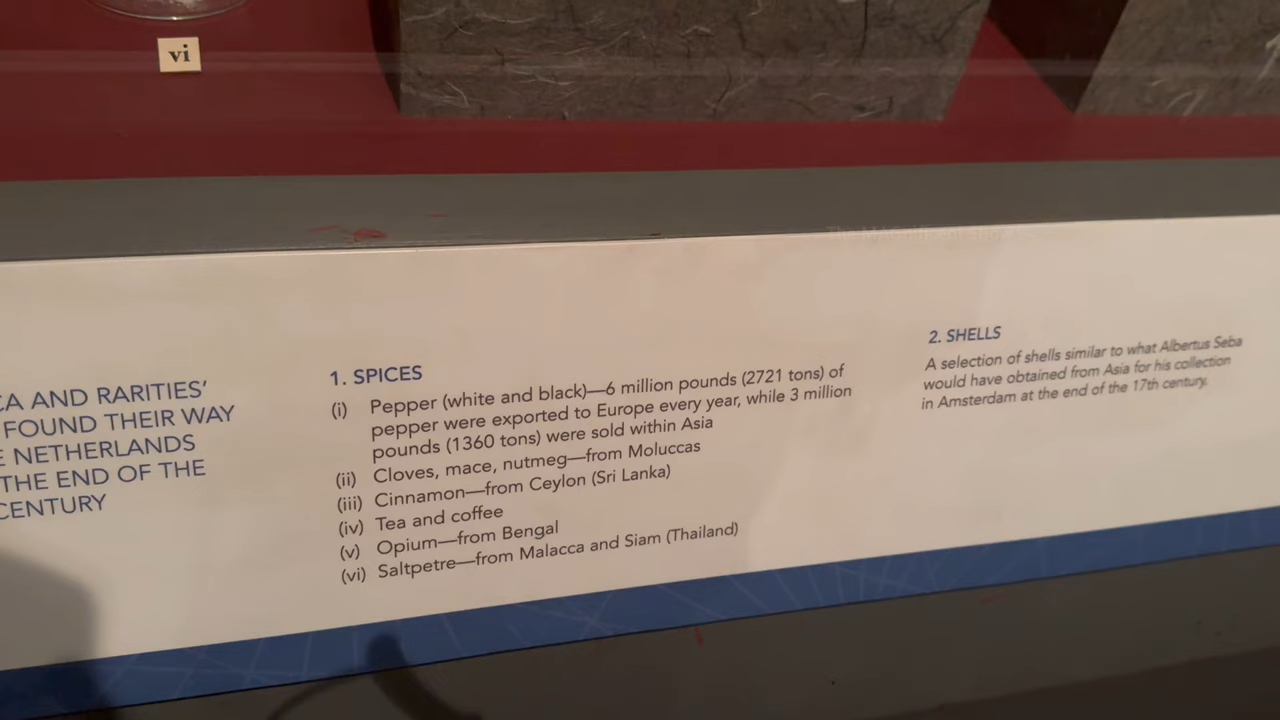 vi
CA AND RARITIES’
FOUND THEIR WAY
E NETHERLANDS
THE END OF THE
CENTURY
1. SPICES
(i) Pepper (white and black)—6 million pounds (2721 tons) of
pepper were exported to Europe every year, while 3 million
pounds (1360 tons) were sold within Asia
(ii) Cloves, mace, nutmeg—from Moluccas
(iii) Cinnamon—from Ceylon (Sri Lanka)
(iv) Tea and coffee
(v) Opium—from Bengal
(vi) Saltpetre—from Malacca and Siam (Thailand)
2. SHELLS
A selection of shells similar to what Albertus Seba
would have obtained from Asia for his collection
in Amsterdam at the end of the 17th century.